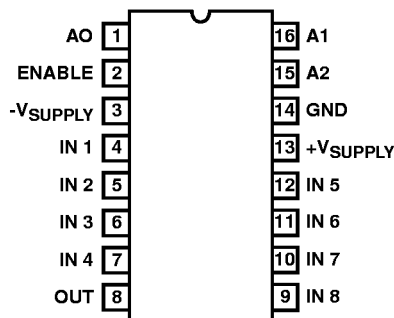 AO 1 16 A1
ENABLE 2 15 A2
-VSUPPLY 3 14 GND
IN 1 4 13 +VSUPPLY
IN 2 5 12 IN 5
IN 3 6 11 IN 6
IN 4 7 10 IN 7
OUT 8 9 IN 8